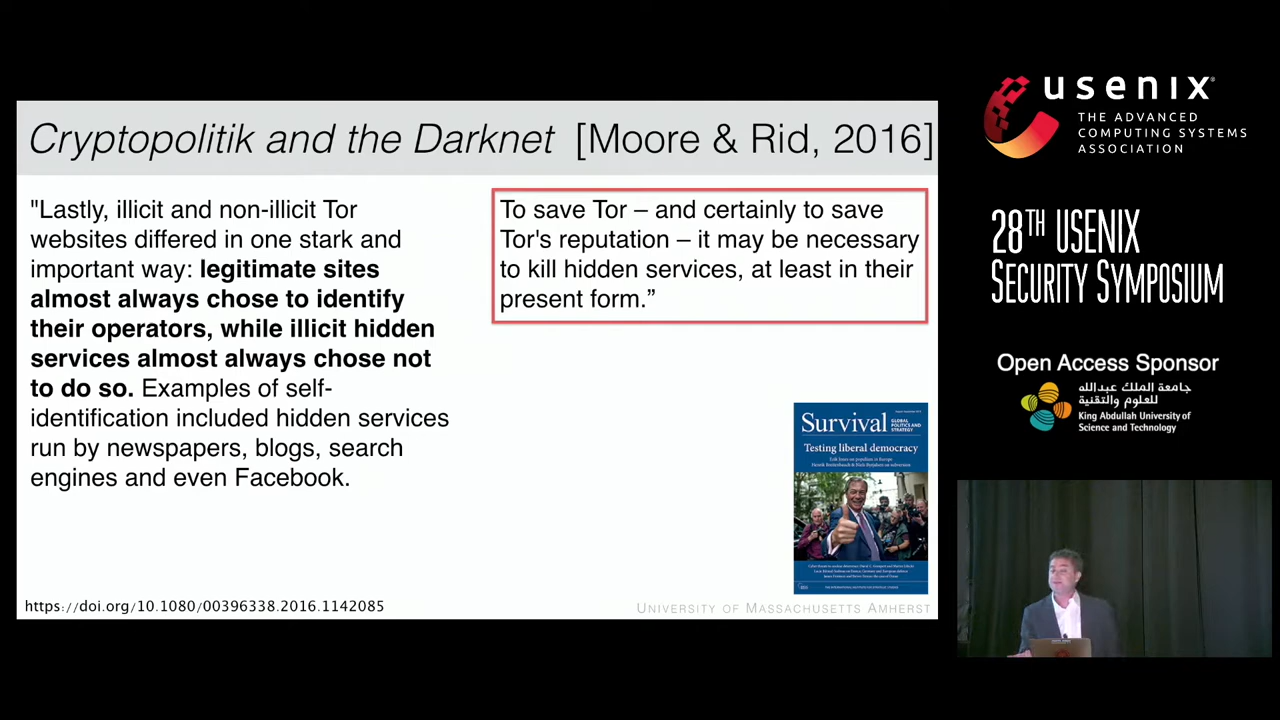 Cryptopolitik and the Darknet [Moore & Rid, 2016]
"Lastly, illicit and non-illicit Tor
websites differed in one stark and
important way: legitimate sites
almost always chose to identify
their operators, while illicit hidden
services almost always chose not
to do so. Examples of self-
identification included hidden services
run by newspapers, blogs, search
engines and even Facebook.
To save Tor – and certainly to save
Tor's reputation – it may be necessary
to kill hidden services, at least in their
present form.”
Survival
GLOBAL
POLITICS AND
STRATEGY
Testing liberal democracy
https://doi.org/10.1080/00396338.2016.1142085
UNIVERSITY OF MASSACHUSETTS AMHERST
usenix
THE ADVANCED
COMPUTING SYSTEMS
ASSOCIATION
28TH USENIX
SECURITY SYMPOSIUM
Open Access Sponsor
جامعة الملك عبدالله
للعلوم والتقنية
King Abdullah University of
Science and Technology